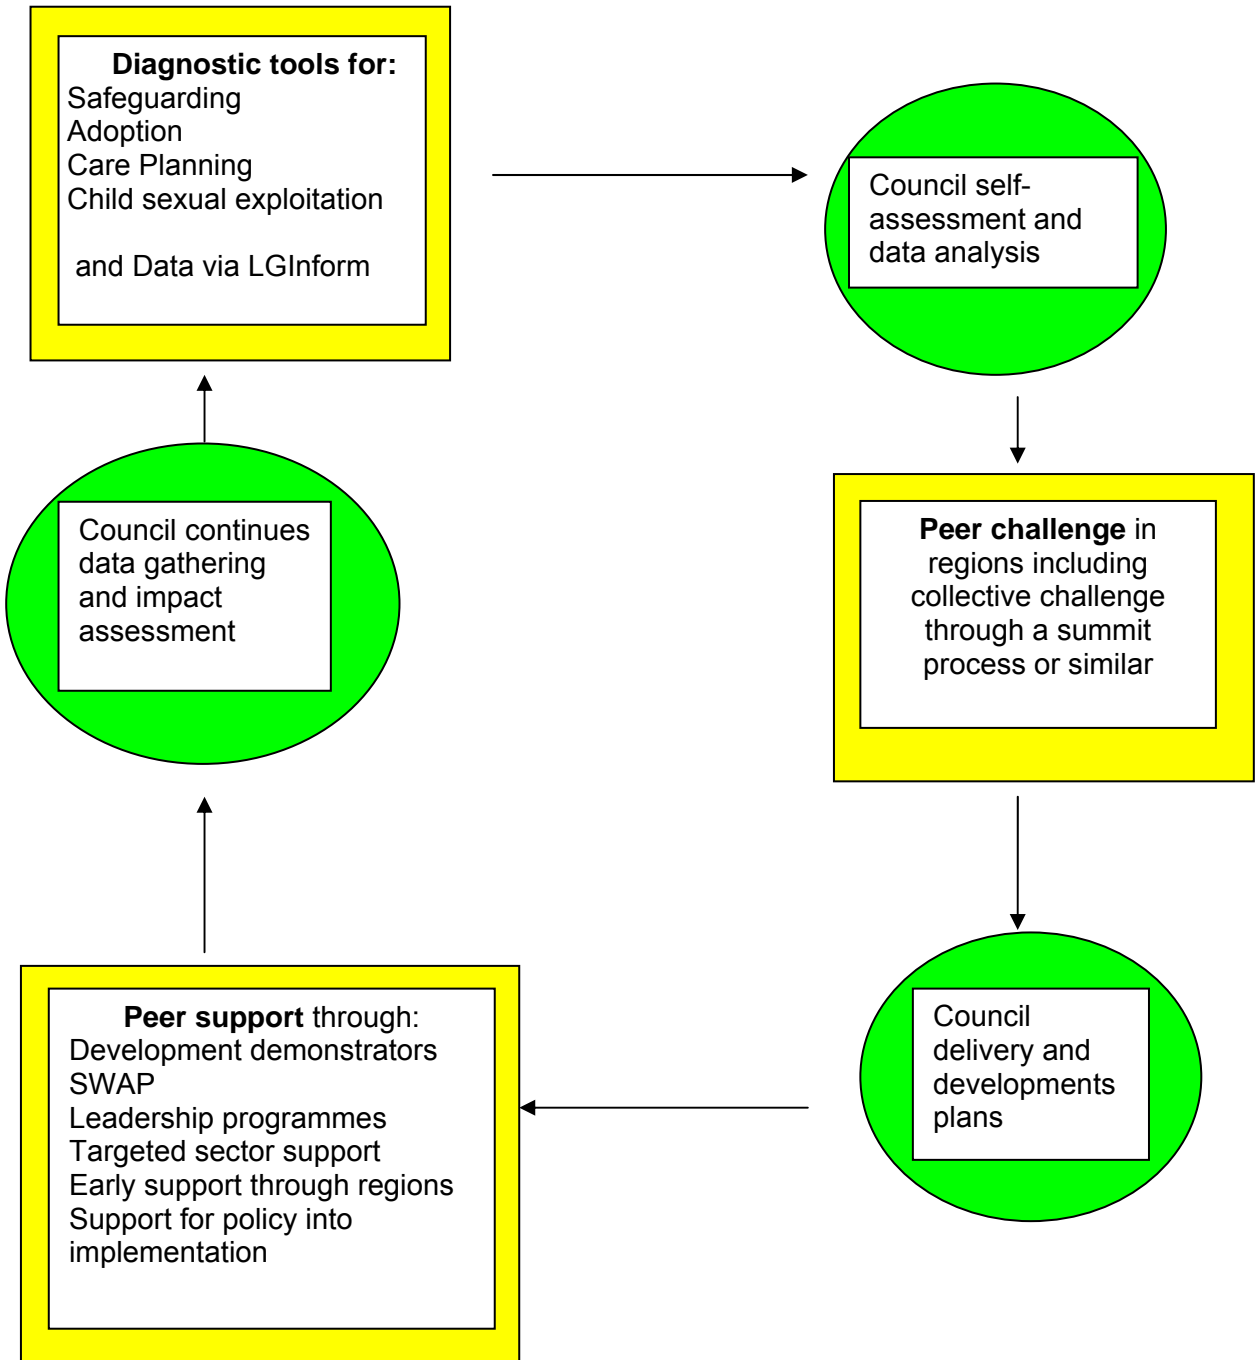 Diagnostic tools for:
Safeguarding
Adoption
Care Planning
Child sexual exploitation
and Data via LGInform
Council self-
assessment and
data analysis
Peer challenge in
regions including
collective challenge
through a summit
process or similar
Council
delivery and
developments
plans
Peer support through:
Development demonstrators
SWAP
Leadership programmes
Targeted sector support
Early support through regions
Support for policy into
implementation
Council continues
data gathering
and impact
assessment